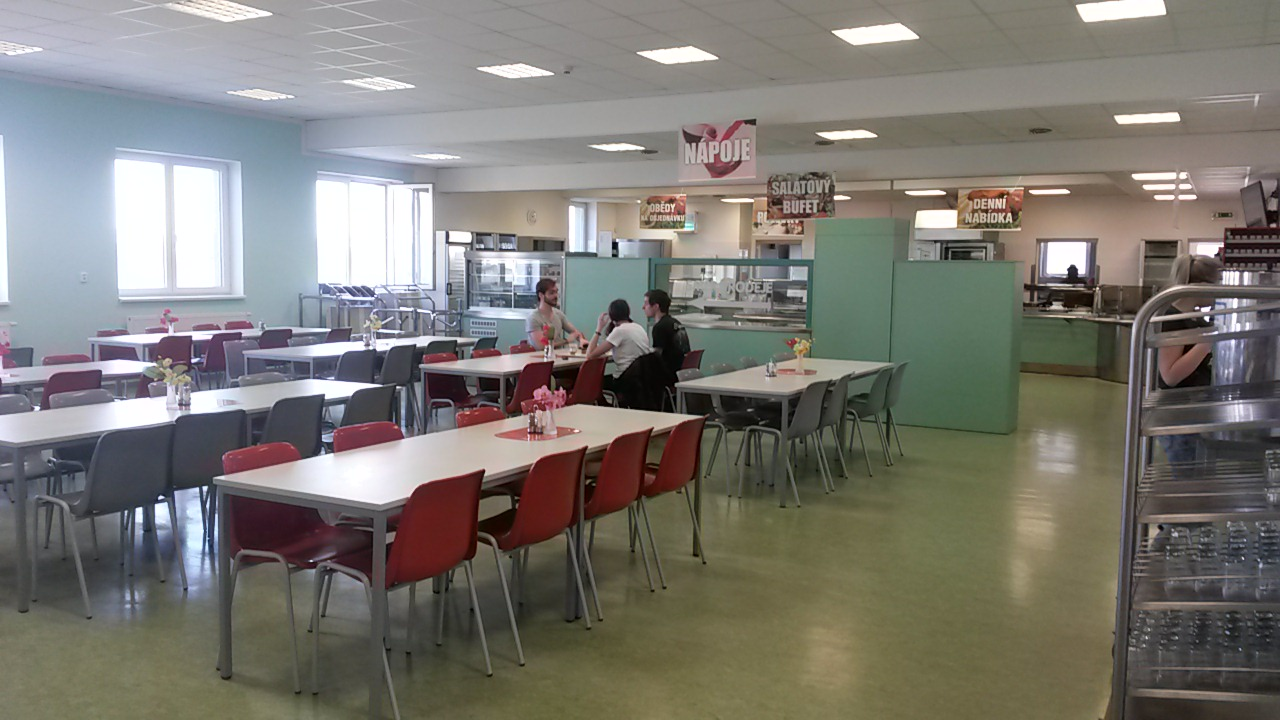 NÁPOJE
SALÁTOVÝ
BUFET
OBĚDY
NA OBJEDNÁVKU
DENNÍ
NABÍDKA